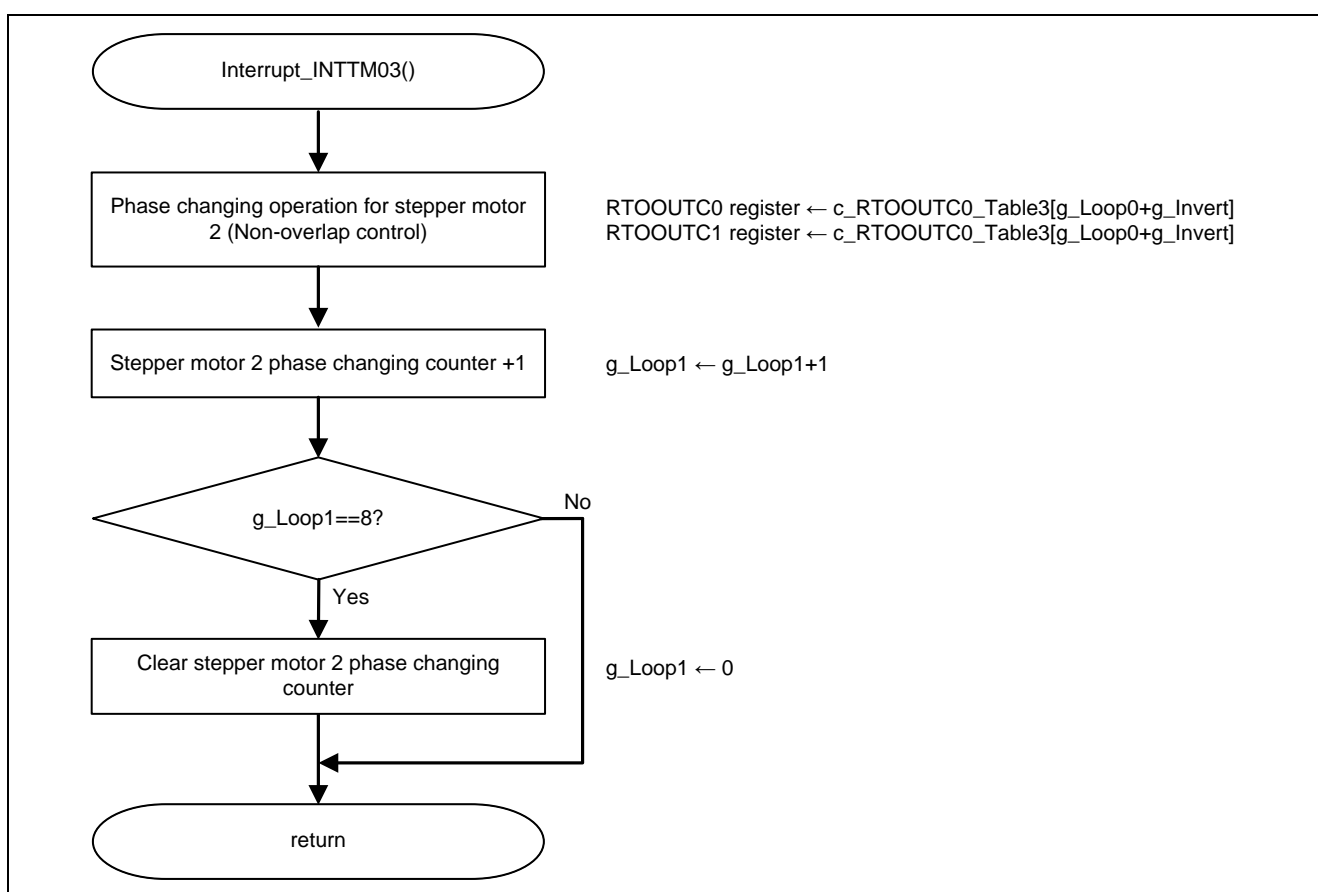 Interrupt_INTTM03()
Phase changing operation for stepper motor
2 (Non-overlap control)
RTOOUTC0 register ← c_RTOOUTC0_Table3[g_Loop0+g_Invert]
RTOOUTC1 register ← c_RTOOUTC0_Table3[g_Loop0+g_Invert]
Stepper motor 2 phase changing counter +1
g_Loop1 ← g_Loop1+1
g_Loop1==8?
No
Yes
Clear stepper motor 2 phase changing
counter
g_Loop1 ← 0
return